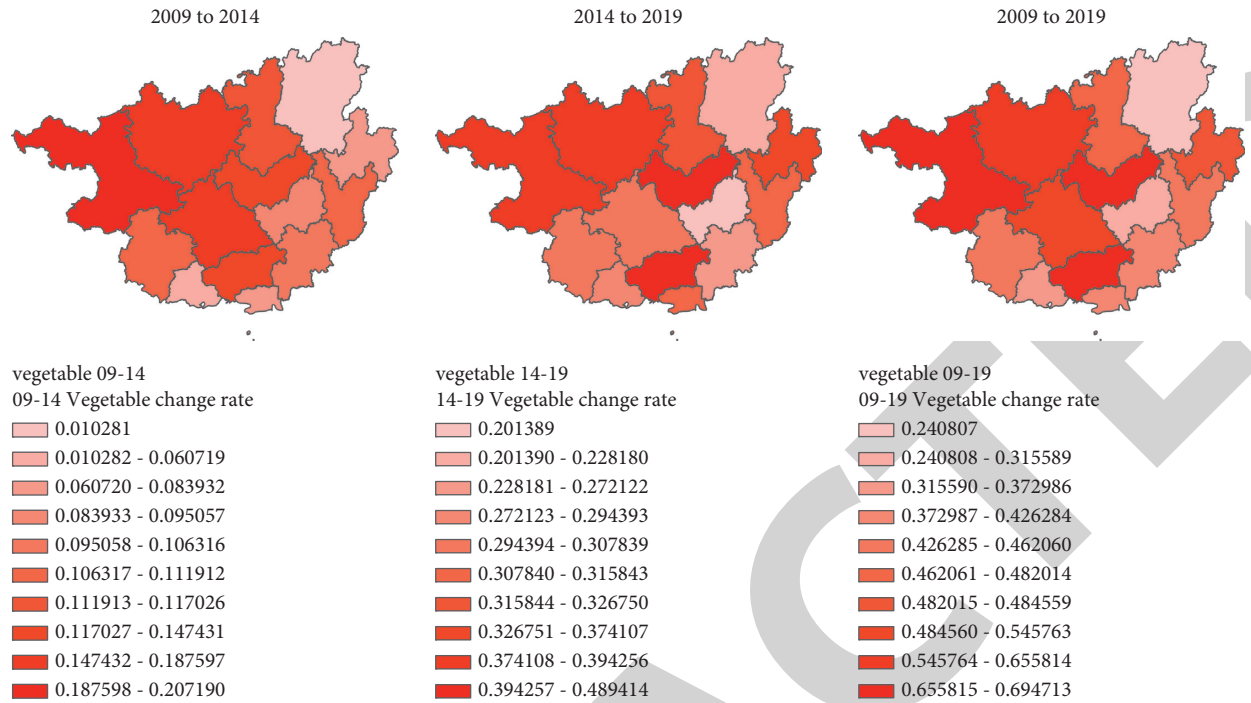 2009 to 2014
2014 to 2019
2009 to 2019
vegetable 09-14
09-14 Vegetable change rate
0.010281
0.010282 - 0.060719
0.060720 - 0.083932
0.083933 - 0.095057
0.095058 - 0.106316
0.106317 - 0.111912
0.111913 - 0.117026
0.117027 - 0.147431
0.147432 - 0.187597
0.187598 - 0.207190
vegetable 14-19
14-19 Vegetable change rate
0.201389
0.201390 - 0.228180
0.228181 - 0.272122
0.272123 - 0.294393
0.294394 - 0.307839
0.307840 - 0.315843
0.315844 - 0.326750
0.326751 - 0.374107
0.374108 - 0.394256
0.394257 - 0.489414
vegetable 09-19
09-19 Vegetable change rate
0.240807
0.240808 - 0.315589
0.315590 - 0.372986
0.372987 - 0.426284
0.426285 - 0.462060
0.462061 - 0.482014
0.482015 - 0.484559
0.484560 - 0.545763
0.545764 - 0.655814
0.655815 - 0.694713